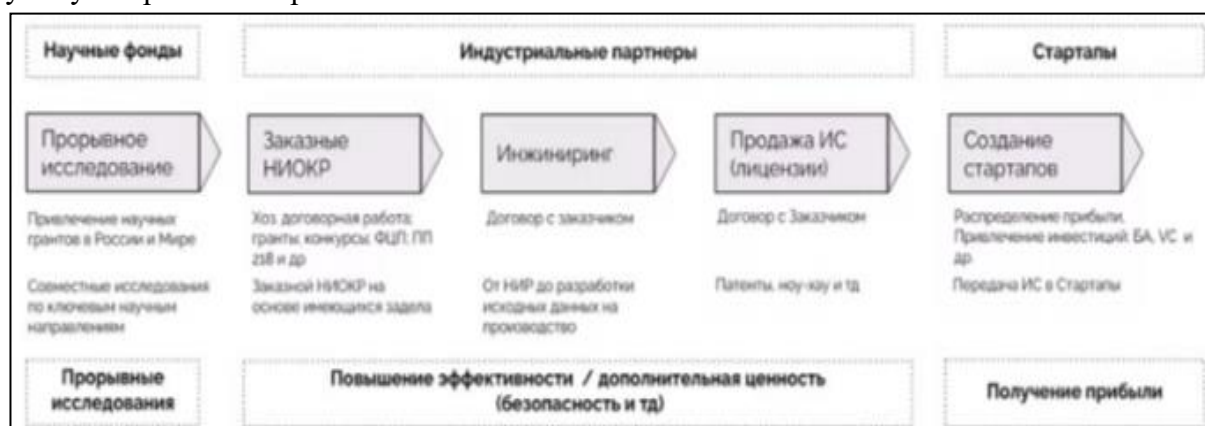 Научные фонды
Индустриальные партнеры
Стартапы
Прорывное
исследование
Заказные
НИОКР
Инжиниринг
Продажа ИС
(лицензии)
Создание
стартапов
Привлечение научных
грантов в России и Мире
Совместные исследования
по ключевым научным
направлениям
Хоз. договорная работа;
гранты; конкурсы: ФЦП; ПП
218 и др
Заказной НИОКР на
основе имеющихся задела
Договор с заказчиком
От НИР до разработки
исходных данных на
производство
Договор с Заказчиком
Патенты, ноу-хау и тд
Распределение прибыли,
Привлечение инвестиций: БА, VC и
др
Передача ИС в Стартапы
Прорывные
исследования
Повышение эффективности / дополнительная ценность
(безопасность и тд)
Получение прибыли